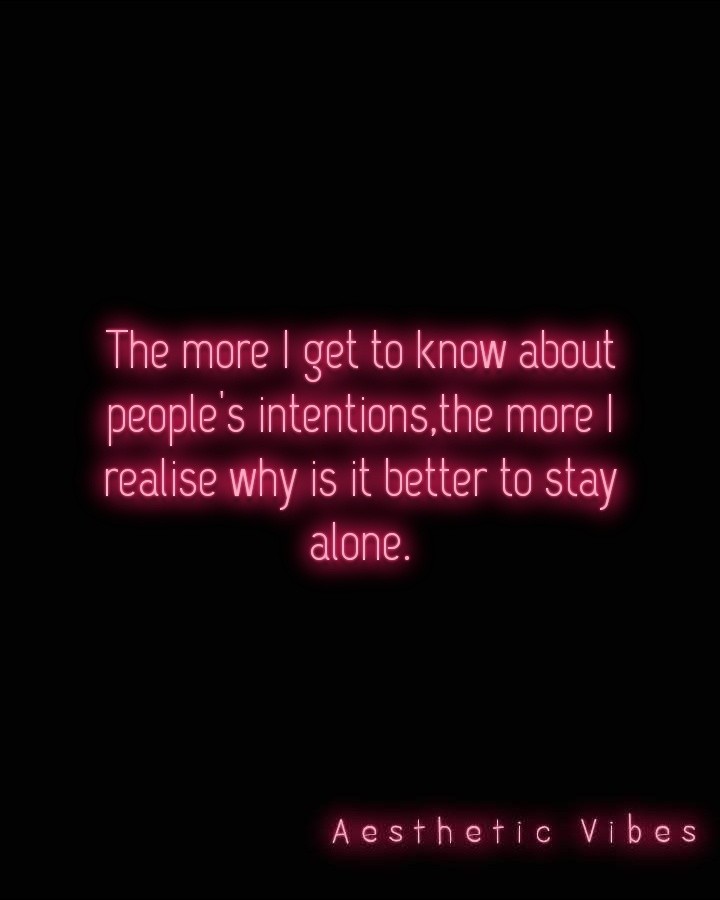 The more I get to know about
people's intentions,the more I
realise why is it better to stay
alone.
Aesthetic Vibes